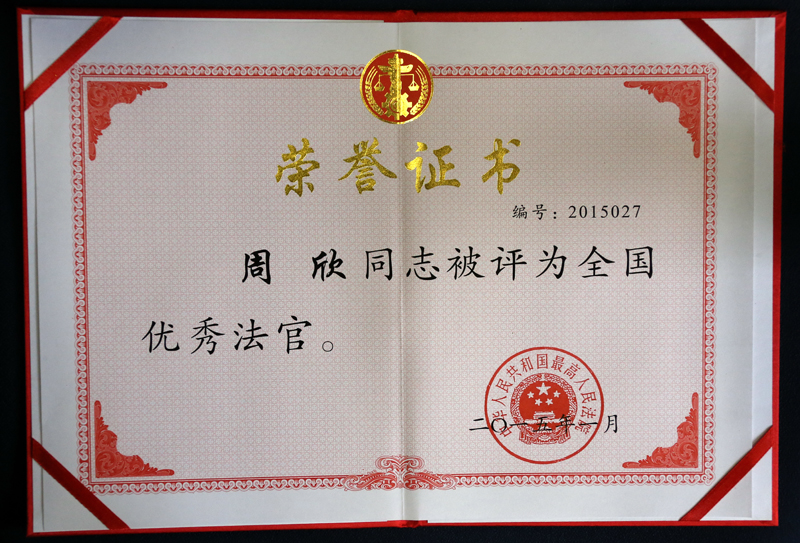 荣誉证书
编号：2015027
周 欣同志被评为全国
优秀法官。
中华人民共和国最高人民法院
二〇一五年一月